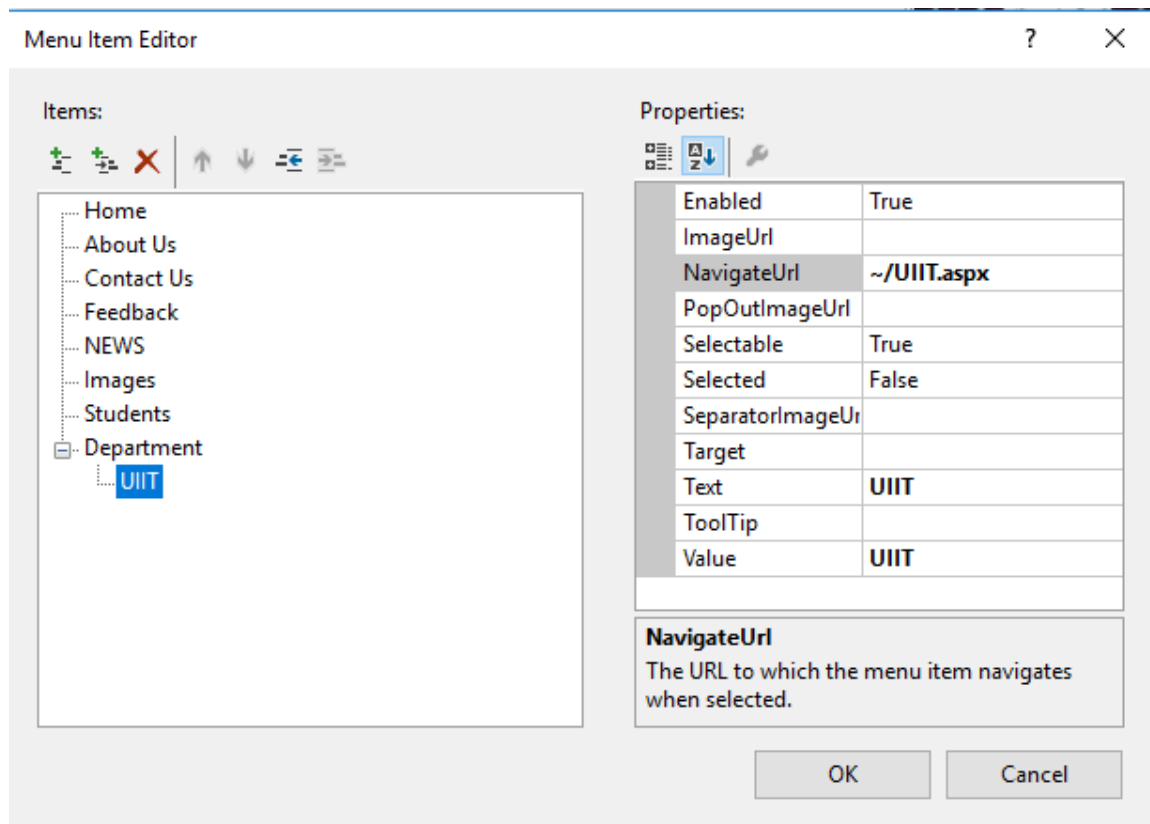 Menu Item Editor
?
Items:
Home
About Us
Contact Us
Feedback
NEWS
Images
Students
Department
UIIT
Properties:
Enabled True
ImageUrl
NavigateUrl ~/UIIT.aspx
PopOutImageUrl
Selectable True
Selected False
SeparatorImageUr
Target
Text UIIT
ToolTip
Value UIIT
NavigateUrl
The URL to which the menu item navigates
when selected.
OK Cancel